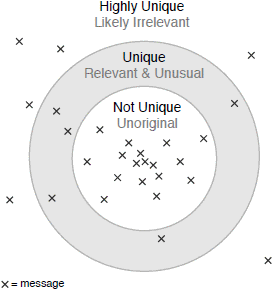 Highly Unique
Likely Irrelevant
Unique
Relevant & Unusual
Not Unique
Unoriginal
× = message